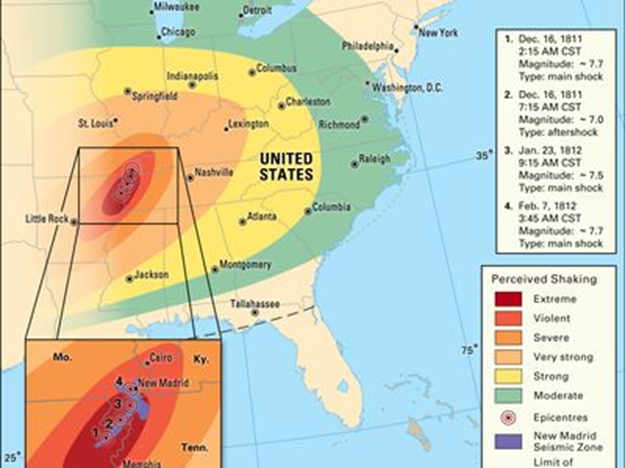 Milwaukee
Detroit
Chicago
New York
Philadelphia
Columbus
Indianapolis
Washington, D.C.
Springfield
Charleston
St. Louis
Lexington
Richmond
UNITED
STATES
Raleigh
Nashville
Little Rock
Columbia
Atlanta
Montgomery
Jackson
Tallahassee
35°
75°
25°
Mo.
Cairo
Ky.
4
New Madrid
3
2
1
Tenn.
Memphis
1. Dec. 16, 1811
2:15 AM CST
Magnitude: ~ 7.7
Type: main shock
2. Dec. 16, 1811
7:15 AM CST
Magnitude: ~ 7.0
Type: aftershock
3. Jan. 23, 1812
9:15 AM CST
Magnitude: ~ 7.5
Type: main shock
4. Feb. 7, 1812
3:45 AM CST
Magnitude: ~ 7.7
Type: main shock
Perceived Shaking
Extreme
Violent
Severe
Very strong
Strong
Moderate
Epicentres
New Madrid
Seismic Zone
Limit of